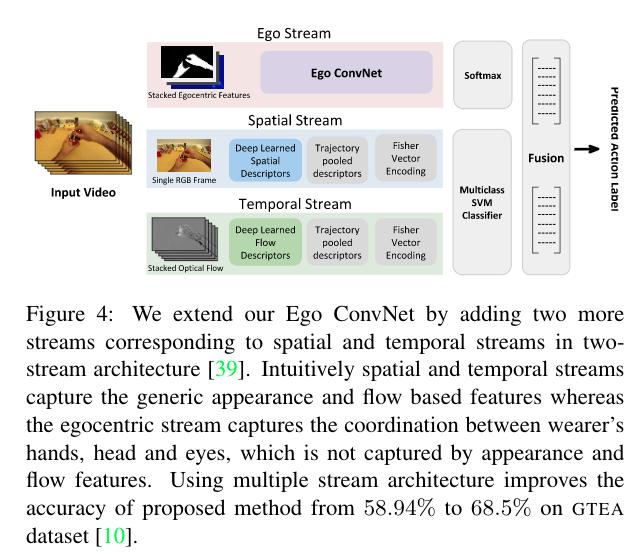 Ego Stream
Ego ConvNet
Stacked Egocentric Features
Softmax
Spatial Stream
Single RGB Frame
Deep Learned
Spatial
Descriptors
Trajectory
pooled
descriptors
Fisher
Vector
Encoding
Input Video
Temporal Stream
Stacked Optical Flow
Deep Learned
Flow
Descriptors
Trajectory
pooled
descriptors
Fisher
Vector
Encoding
Multiclass
SVM
Classifier
Fusion
Predicted Action Label
Figure 4: We extend our Ego ConvNet by adding two more
streams corresponding to spatial and temporal streams in two-
stream architecture [39]. Intuitively spatial and temporal streams
capture the generic appearance and flow based features whereas
the egocentric stream captures the coordination between wearer's
hands, head and eyes, which is not captured by appearance and
flow features. Using multiple stream architecture improves the
accuracy of proposed method from 58.94% to 68.5% on GTEA
dataset [10].